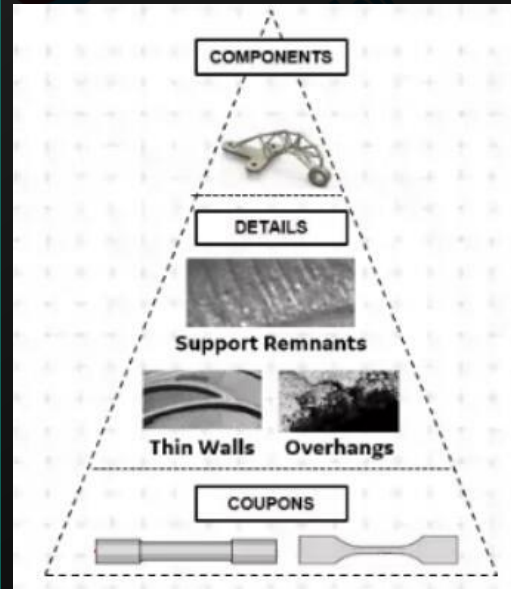 COMPONENTS
DETAILS
Support Remnants
Thin Walls Overhangs
COUPONS